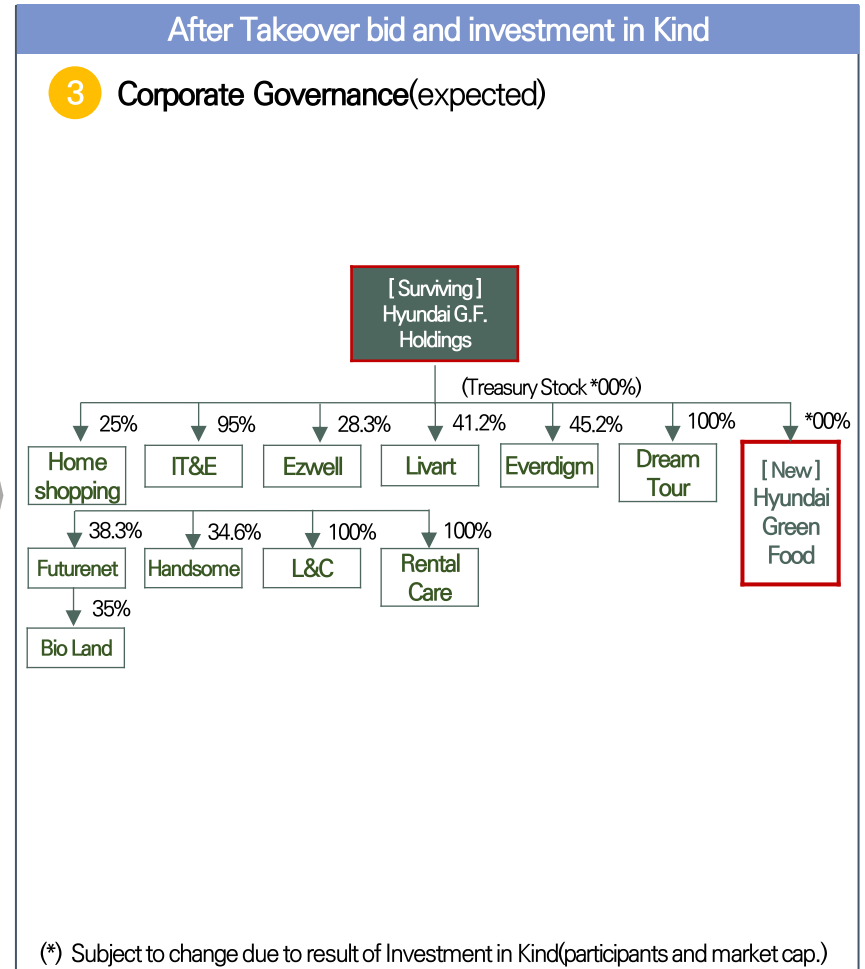 After Takeover bid and investment in Kind
3 Corporate Governance(expected)
[ Surviving ]
Hyundai G.F.
Holdings
(Treasury Stock *00%)
25% 95% 28.3% 41.2% 45.2% 100% *00%
Home
shopping
IT&E
Ezwell
Livart
Everdigm
Dream
Tour
[ New ]
Hyundai
Green
Food
38.3% 34.6% 100% 100%
Futurenet
Handsome
L&C
Rental
Care
35%
Bio Land
(*) Subject to change due to result of Investment in Kind(participants and market cap.)